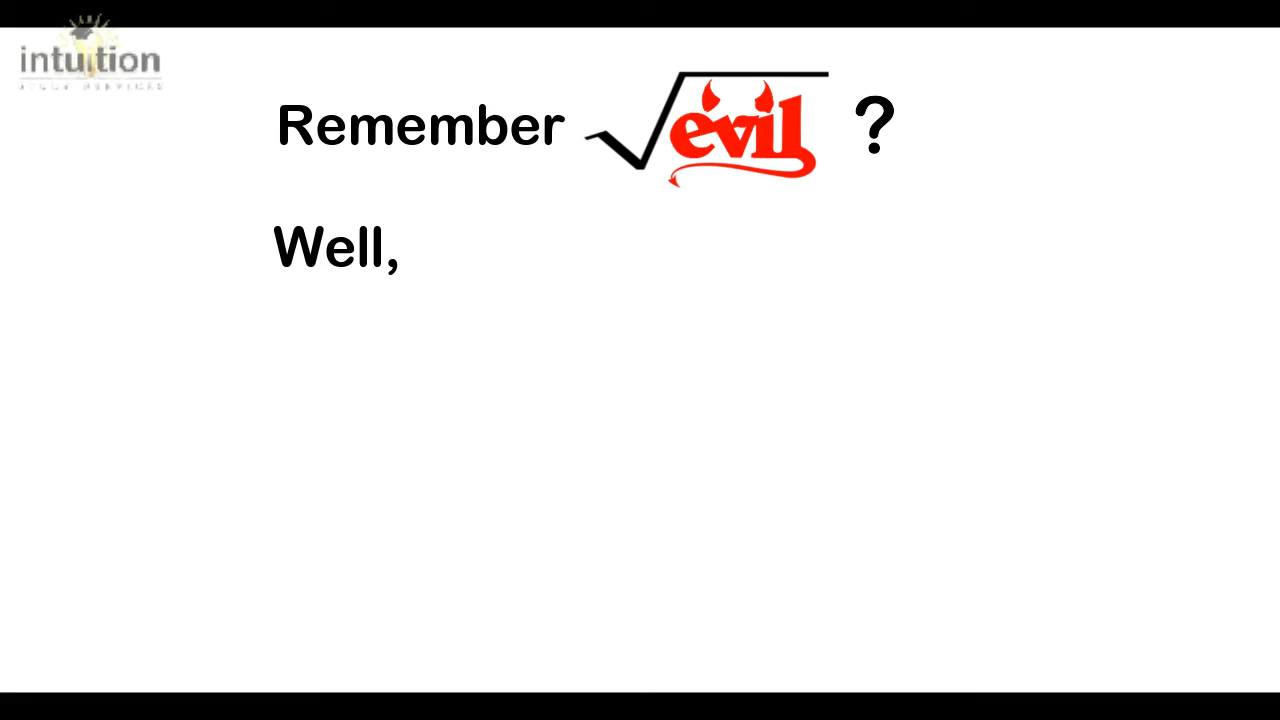 intuition
Remember √evil ?
Well,